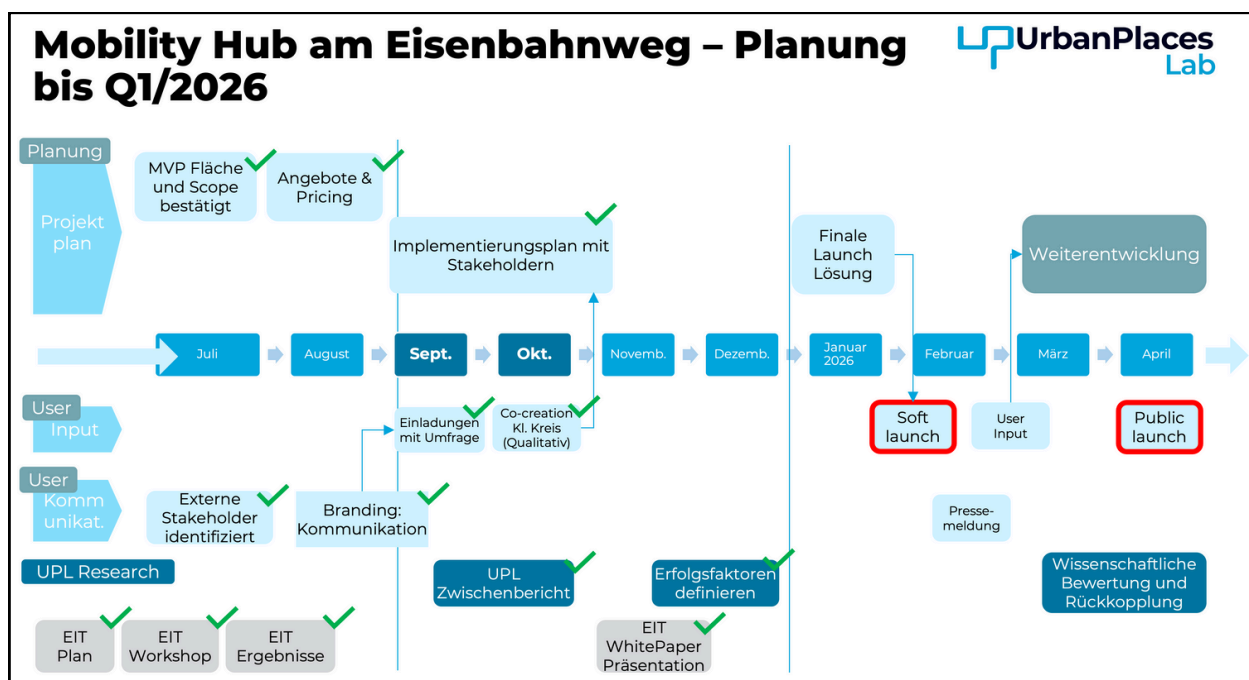 Mobility Hub am Eisenbahnweg – Planung
bis Q1/2026
UrbanPlaces
Lab
Planung
Projekt
plan
MVP Fläche
und Scope
bestätigt
Angebote &
Pricing
Implementierungsplan mit
Stakeholdern
Finale
Launch
Lösung
Weiterentwicklung
Juli
August
Sept.
Okt.
Novemb.
Dezemb.
Januar
2026
Februar
März
April
User
Input
Einladungen
mit Umfrage
Co-creation
Kl. Kreis
(Qualitativ)
Soft
launch
User
Input
Public
launch
User
Komm
unikat.
Externe
Stakeholder
identifiziert
Branding:
Kommunikation
Presse-
meldung
UPL Research
UPL
Zwischenbericht
Erfolgsfaktoren
definieren
Wissenschaftliche
Bewertung und
Rückkopplung
EIT
Plan
EIT
Workshop
EIT
Ergebnisse
EIT
WhitePaper
Präsentation